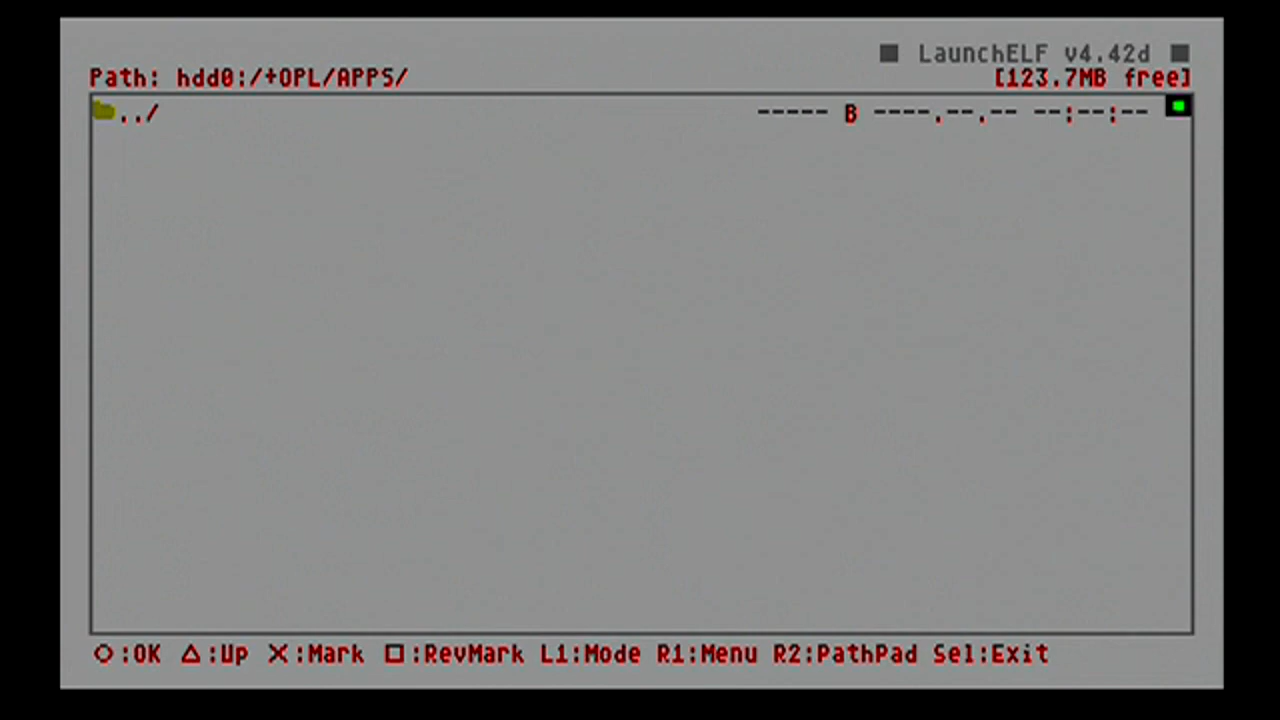 ■ LaunchELF v4.42d ■
Path: hdd0:/+OPL/APPS/ [123.7MB free]
../ ----- B ----.--.-- --:--:--
○:OK △:Up ×:Mark □:RevMark L1:Mode R1:Menu R2:PathPad Sel:Exit